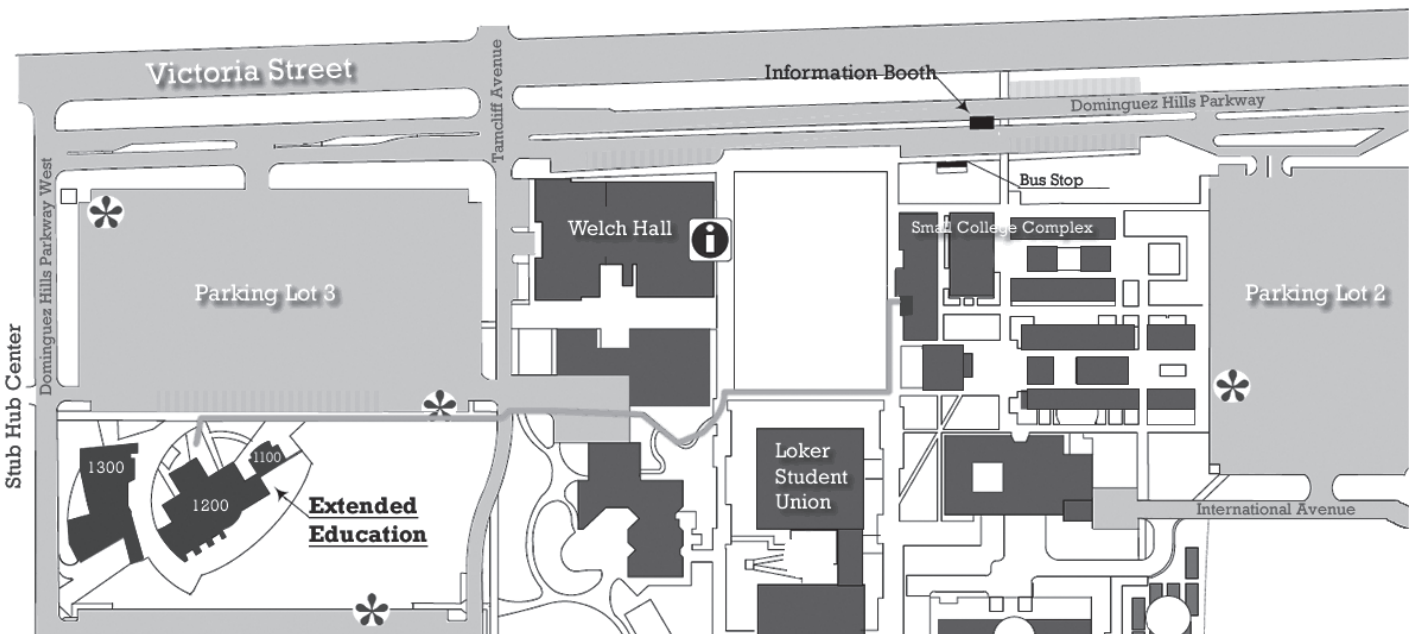 Victoria Street
Tamcliff Avenue
Information Booth
Dominguez Hills Parkway
Bus Stop
Dominguez Hills Parkway West
Welch Hall
i
Small College Complex
Parking Lot 3
Parking Lot 2
Stub Hub Center
1300
1100
1200
Extended
Education
Loker
Student
Union
International Avenue